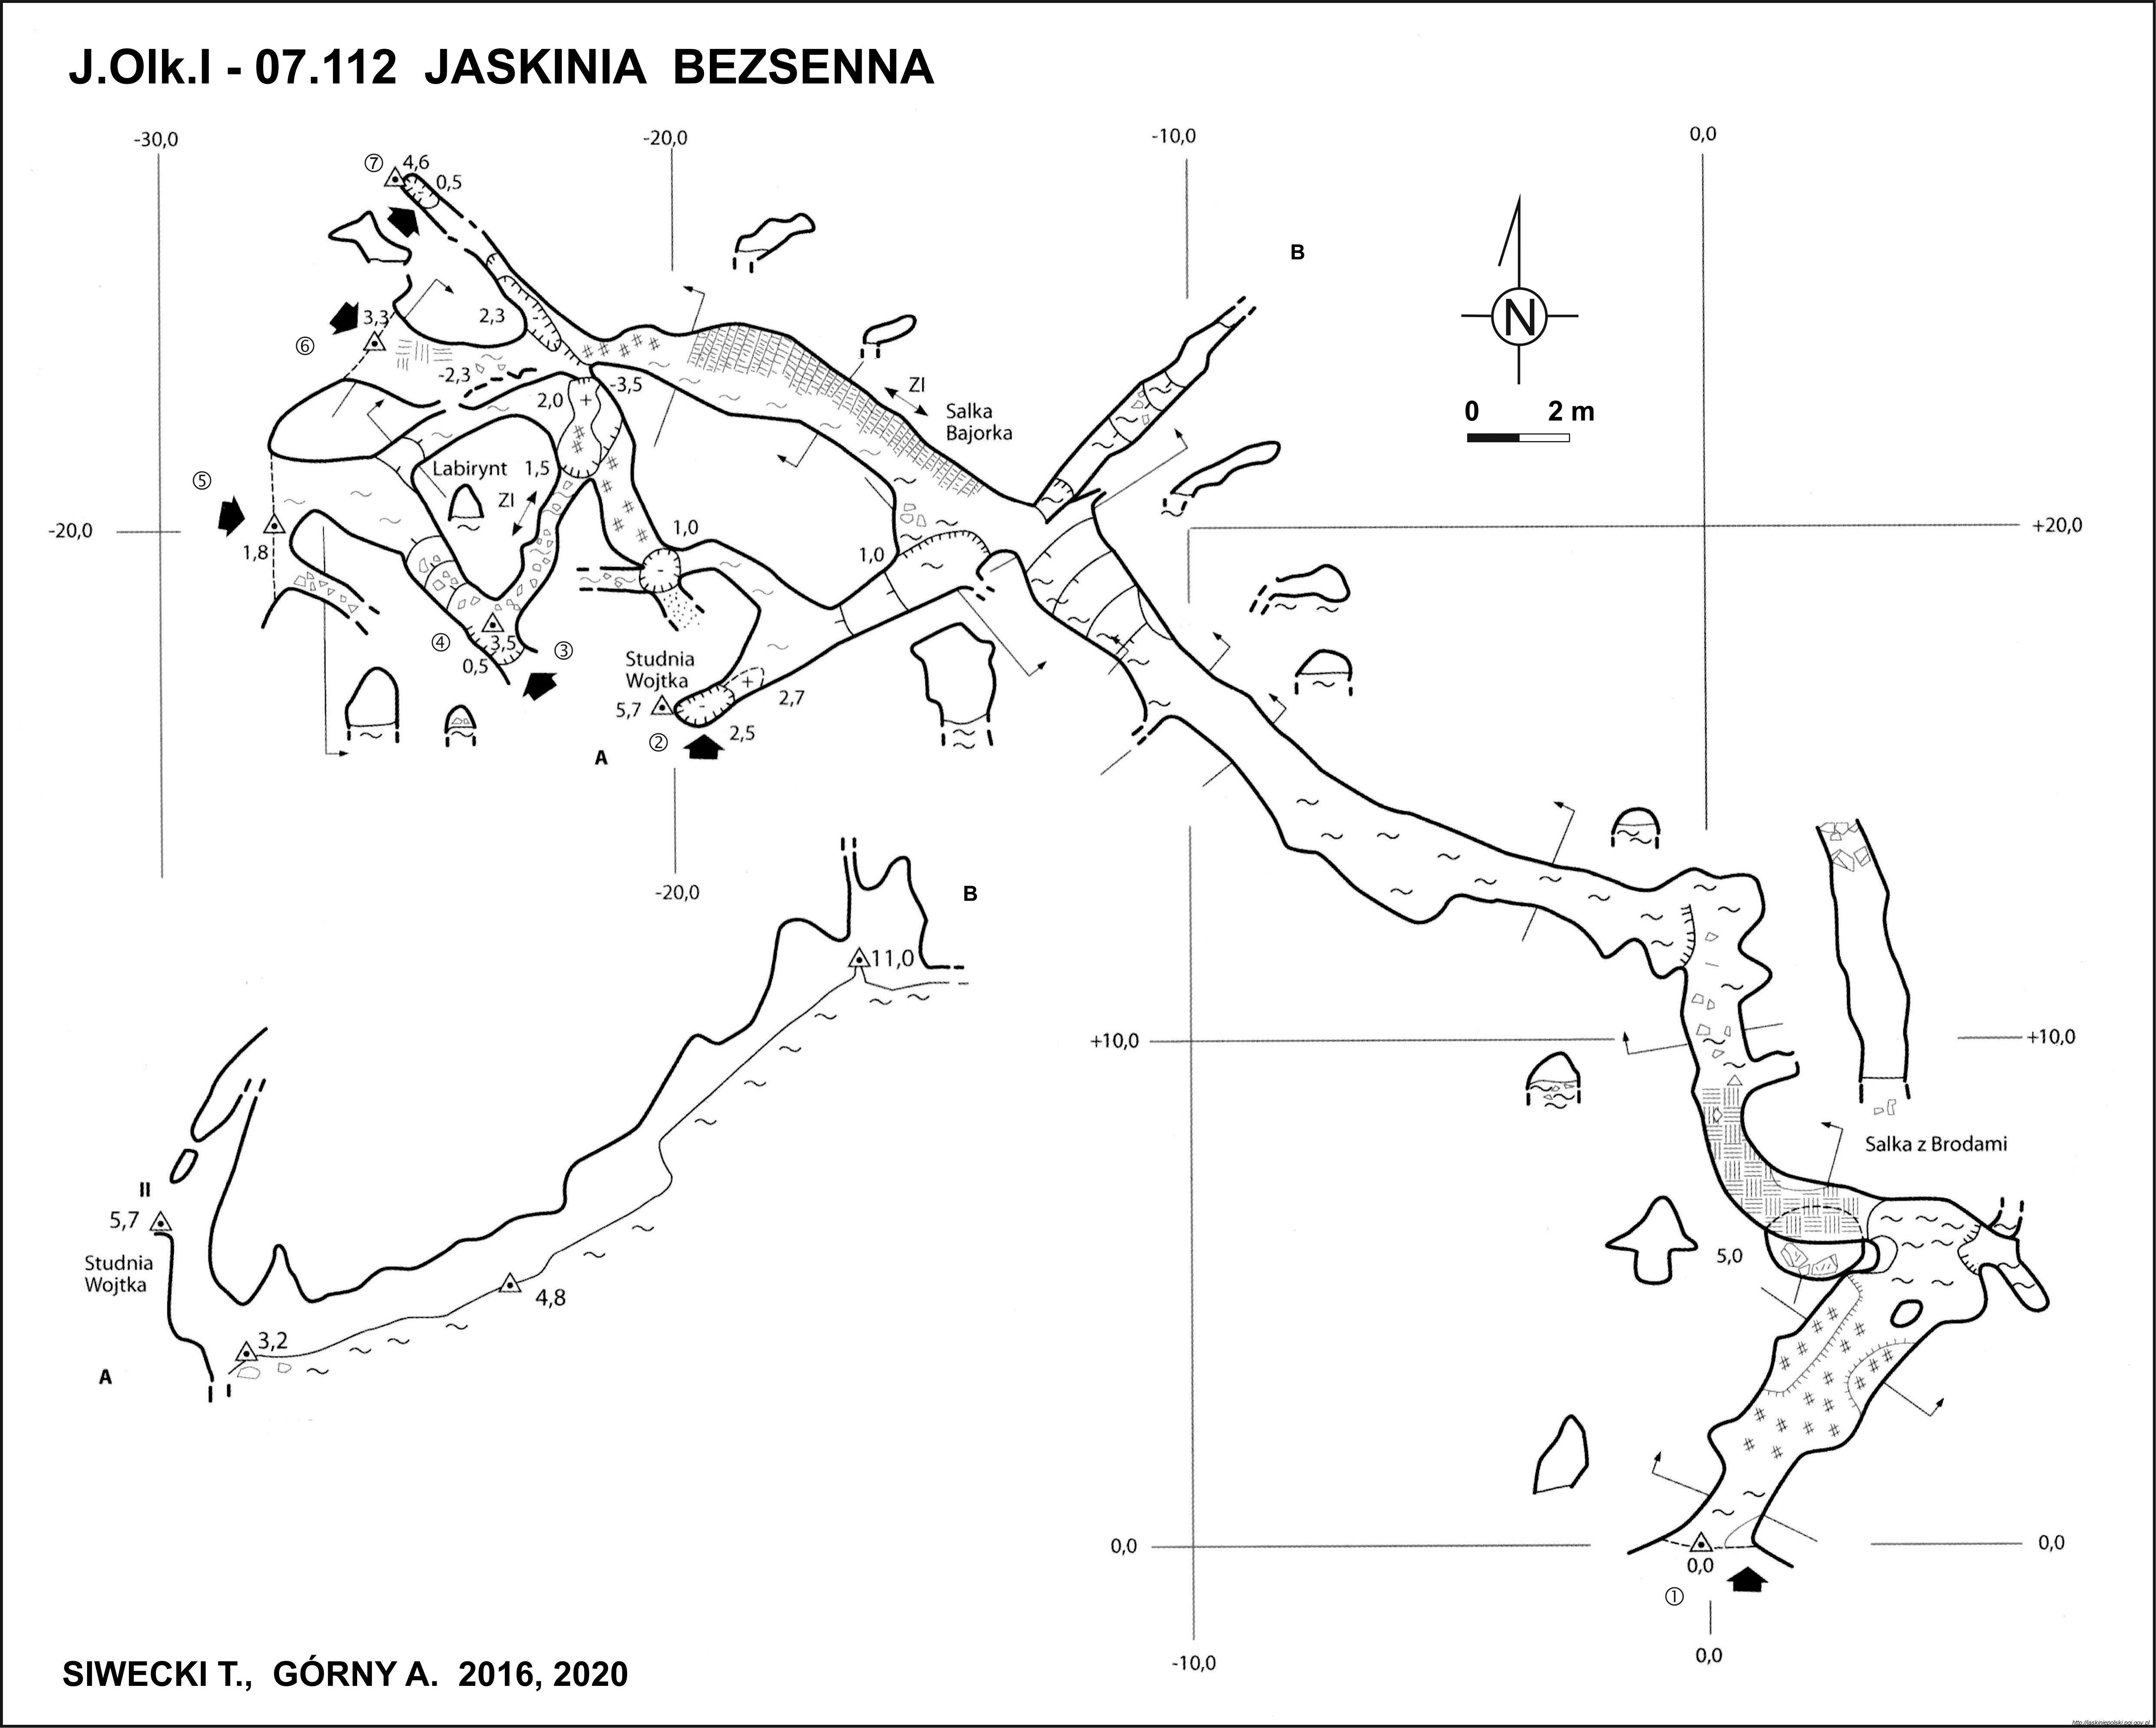 J.Olk.I - 07.112 JASKINIA BEZSENNA
-30,0
-20,0
-10,0
0,0
⑦
4,6
0,5
B
⑥
3,3
2,3
-2,3
-3,5
2,0
ZI
Salka
Bajorka
N
0 2 m
⑤
Labirynt 1,5
ZI
-20,0
1,8
1,0
1,0
+20,0
④
3,5
0,5
③
Studnia
Wojtka
5,7
②
2,7
2,5
A
-20,0
B
11,0
II
5,7
Studnia
Wojtka
4,8
3,2
A
+10,0
+10,0
Salka z Brodami
5,0
0,0
0,0
0,0
①
-10,0
0,0
SIWECKI T., GÓRNY A. 2016, 2020
http://jaskiniepolski.pgi.gov.pl